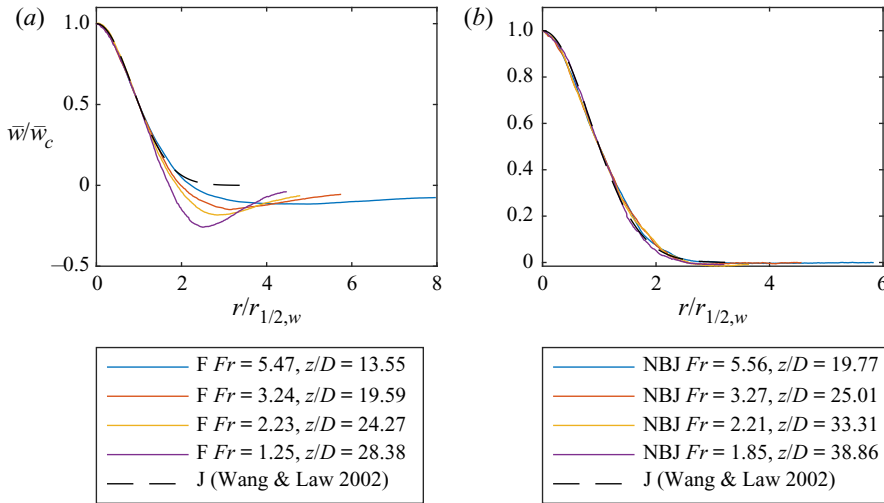 (a)
1.0
0.5
w̄/w̄c
0
−0.5
0 2 4 6 8
r/r1/2,w
F Fr = 5.47, z/D = 13.55
F Fr = 3.24, z/D = 19.59
F Fr = 2.23, z/D = 24.27
F Fr = 1.25, z/D = 28.38
J (Wang & Law 2002)
(b)
1.0
0.8
0.6
0.4
0.2
0
0 2 4 6
r/r1/2,w
NBJ Fr = 5.56, z/D = 19.77
NBJ Fr = 3.27, z/D = 25.01
NBJ Fr = 2.21, z/D = 33.31
NBJ Fr = 1.85, z/D = 38.86
J (Wang & Law 2002)